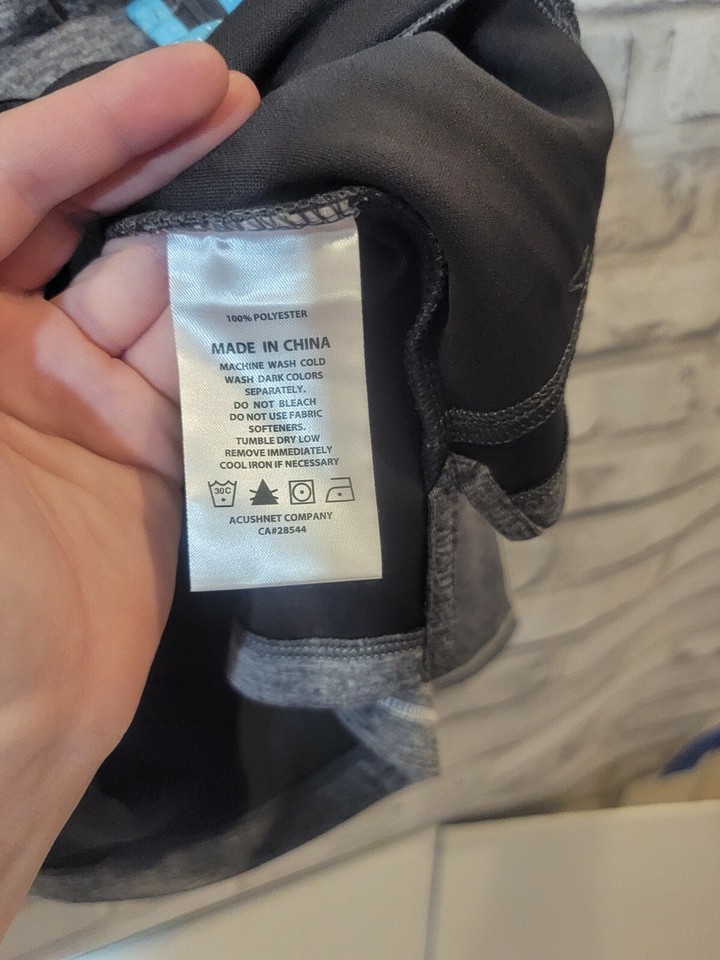 100% POLYESTER
MADE IN CHINA
MACHINE WASH COLD
WASH DARK COLORS
SEPARATELY.
DO NOT BLEACH
DO NOT USE FABRIC
SOFTENERS.
TUMBLE DRY LOW
REMOVE IMMEDIATELY
COOL IRON IF NECESSARY
30C
ACUSHNET COMPANY
CA#28544